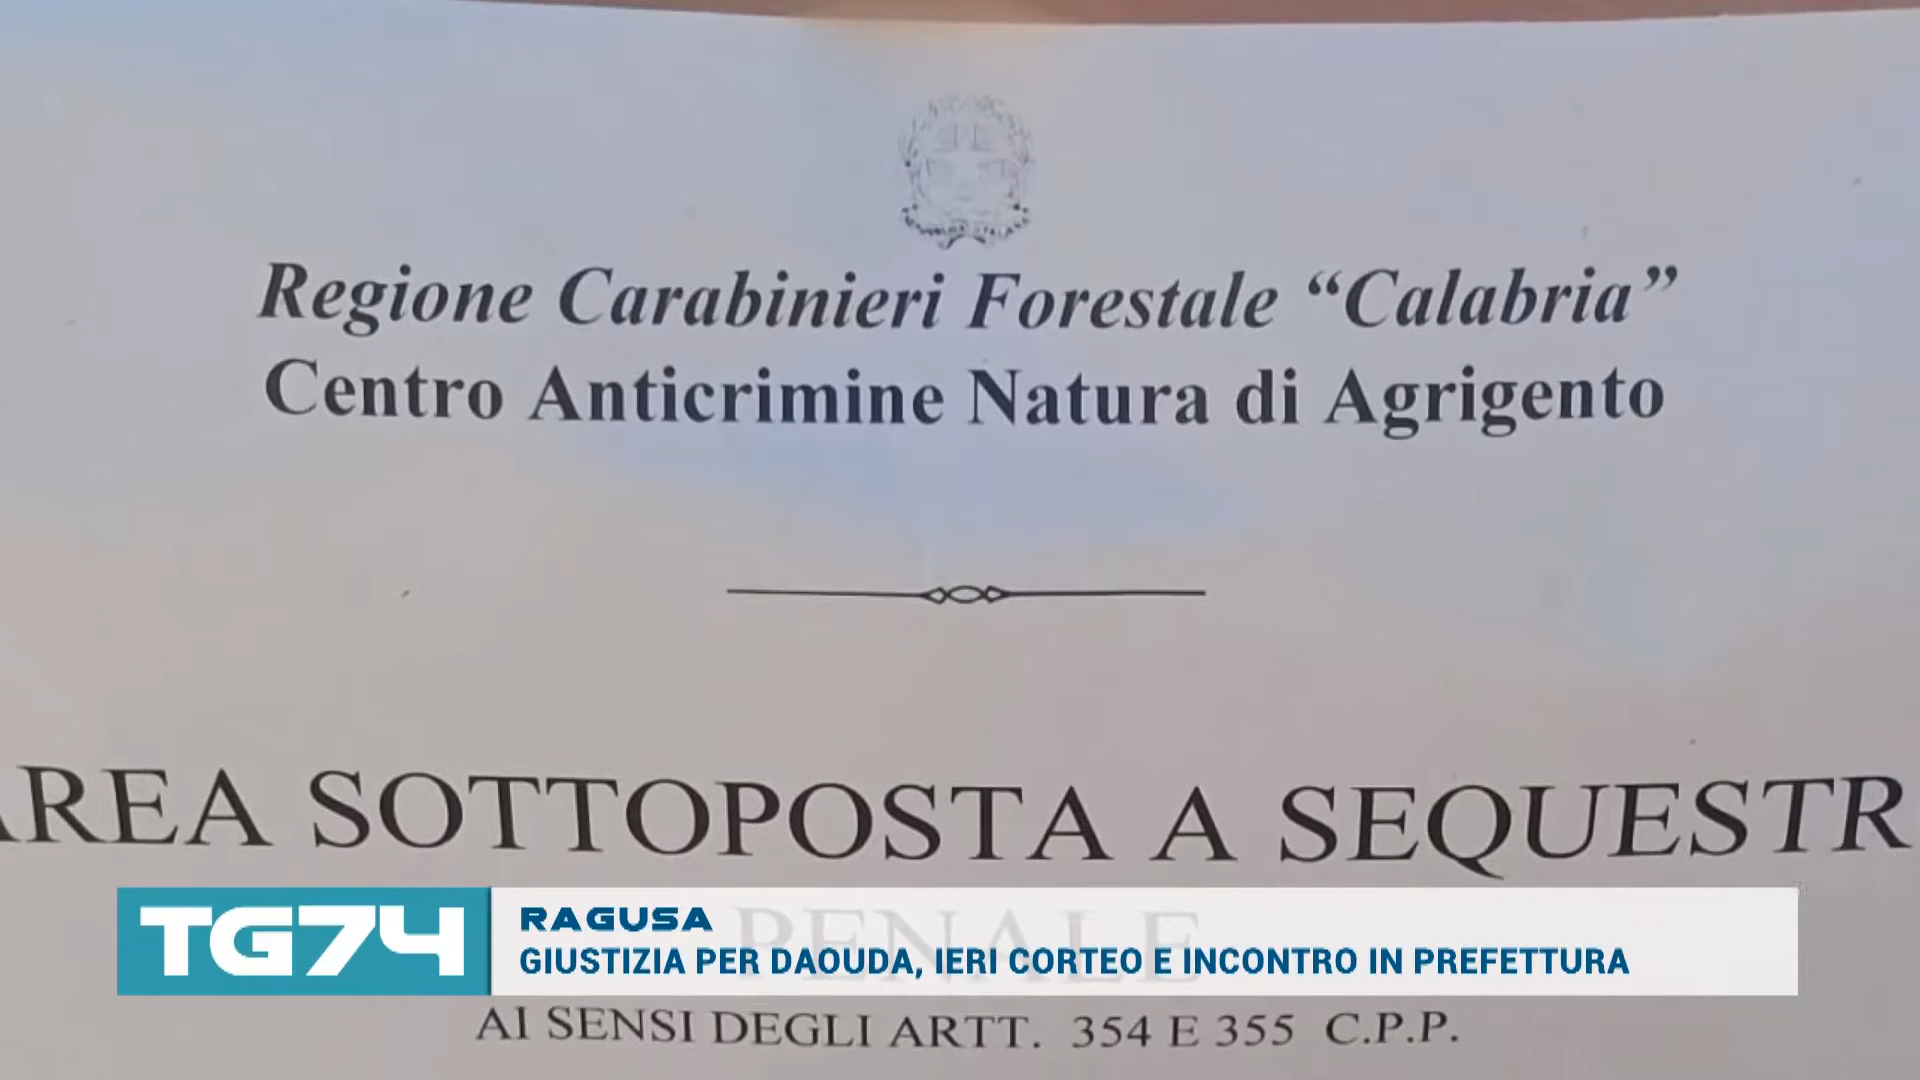 Regione Carabinieri Forestale “Calabria”
Centro Anticrimine Natura di Agrigento
AREA SOTTOPOSTA A SEQUESTR
PENALE
TG74
RAGUSA
GIUSTIZIA PER DAOUDA, IERI CORTEO E INCONTRO IN PREFETTURA
AI SENSI DEGLI ARTT. 354 E 355 C.P.P.